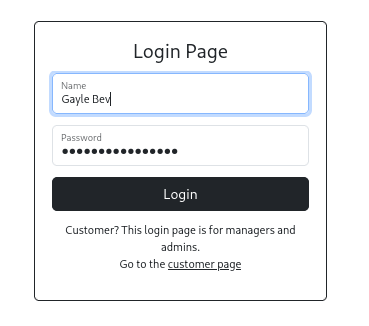 Login Page
Name
Gayle Bev
Password
••••••••••••••••
Login
Customer? This login page is for managers and
admins.
Go to the customer page